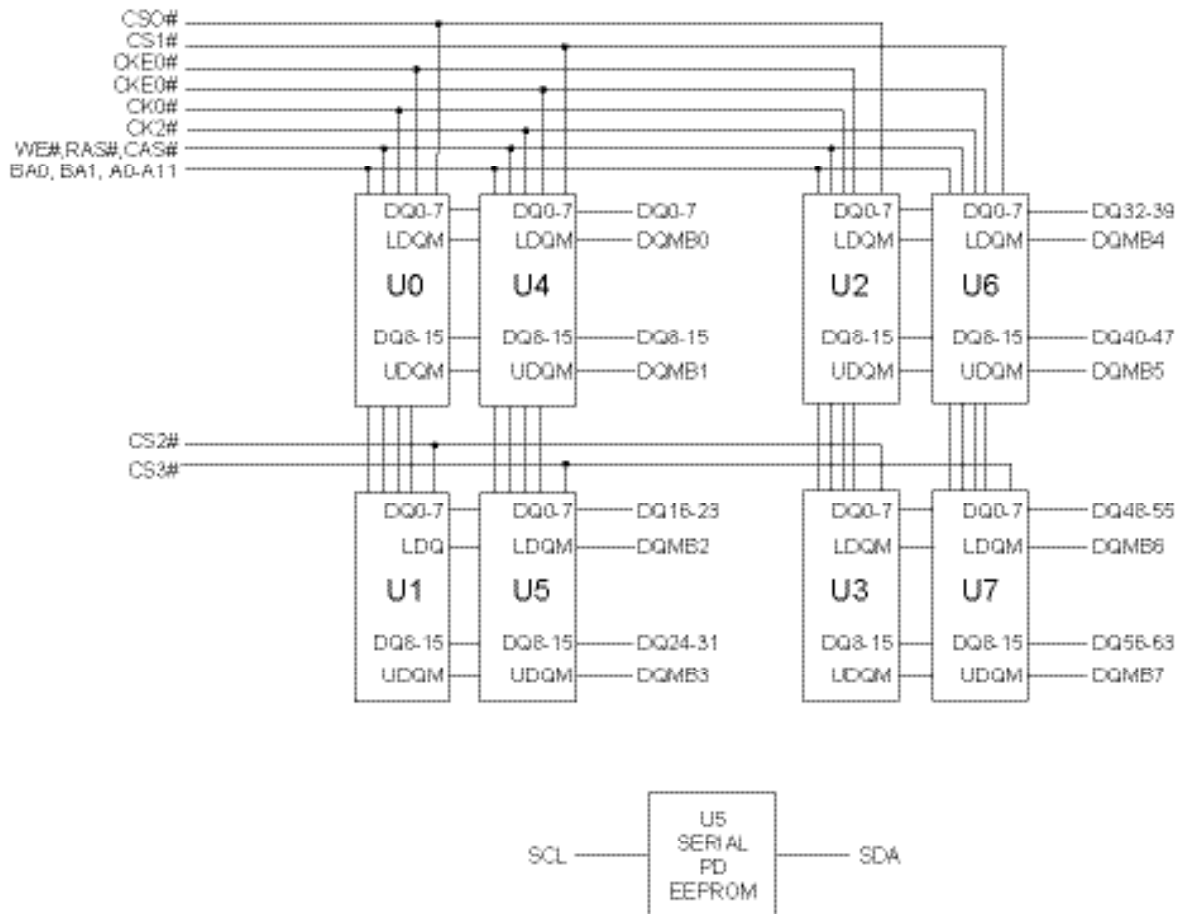 CS0#
CS1#
CKE0#
CKE0#
CK0#
CK2#
WE#,RAS#,CAS#
BA0, BA1, A0-A11
DQ0-7 DQ0-7 DQ0-7 DQ0-7 DQ0-7 DQ32-39
LDQM LDQM DQMB0 LDQM LDQM DQMB4
U0 U4 U2 U6
DQ8-15 DQ8-15 DQ8-15 DQ8-15 DQ8-15 DQ40-47
UDQM UDQM DQMB1 UDQM UDQM DQMB5
CS2#
CS3#
DQ0-7 DQ0-7 DQ16-23 DQ0-7 DQ0-7 DQ48-55
LDQ LDQM DQMB2 LDQM LDQM DQMB6
U1 U5 U3 U7
DQ8-15 DQ8-15 DQ24-31 DQ8-15 DQ8-15 DQ56-63
UDQM UDQM DQMB3 UDQM UDQM DQMB7
U5
SERIAL
SCL PD SDA
EEPROM